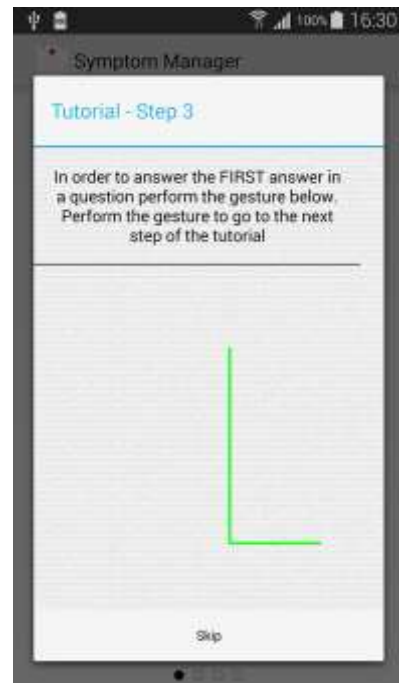 100% 16:30
Symptom Manager
Tutorial - Step 3
In order to answer the FIRST answer in
a question perform the gesture below.
Perform the gesture to go to the next
step of the tutorial
Skip